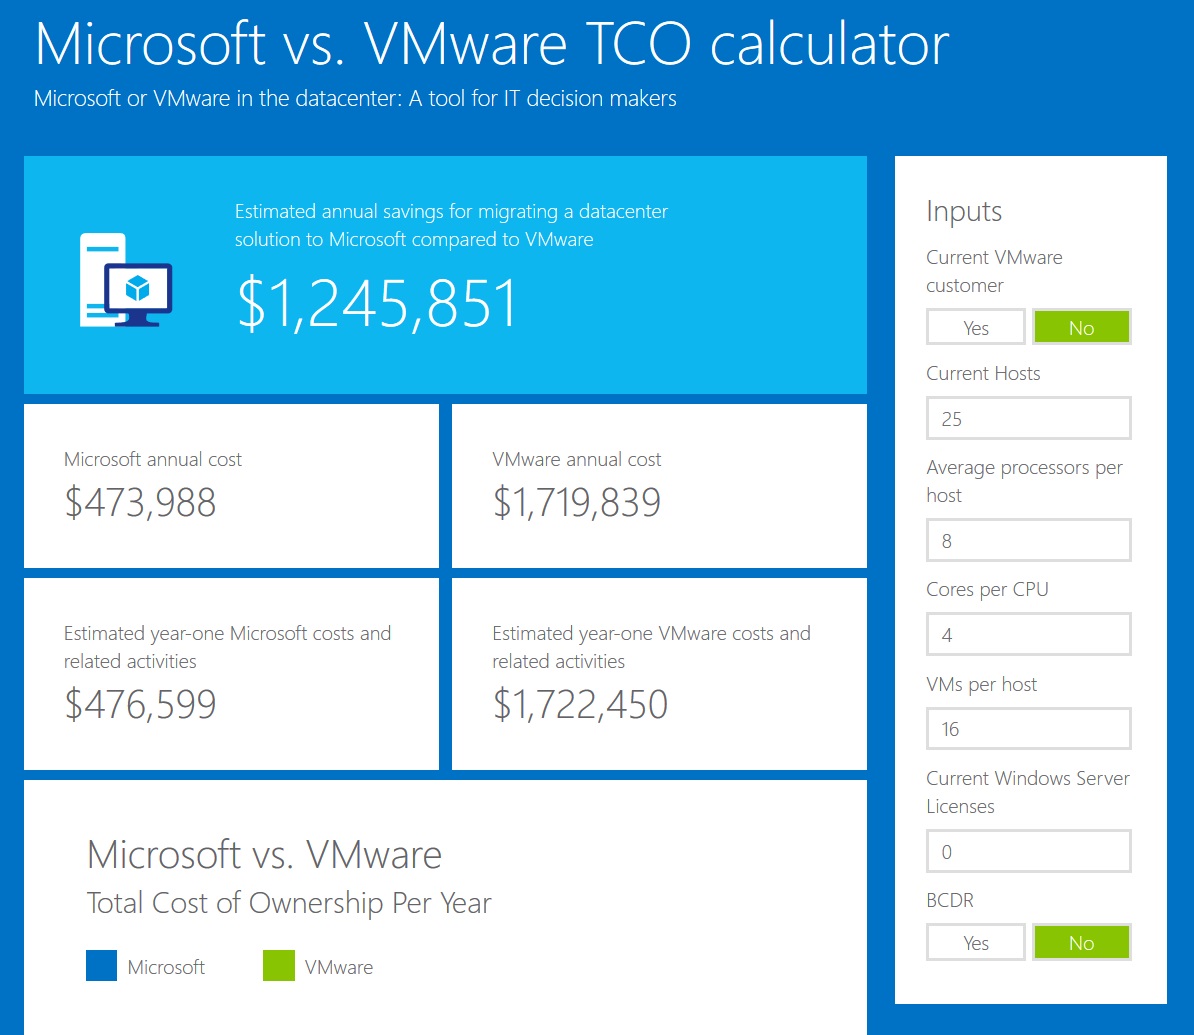 Microsoft vs. VMware TCO calculator
Microsoft or VMware in the datacenter: A tool for IT decision makers
Estimated annual savings for migrating a datacenter
solution to Microsoft compared to VMware
$1,245,851
Microsoft annual cost
$473,988
VMware annual cost
$1,719,839
Estimated year-one Microsoft costs and
related activities
$476,599
Estimated year-one VMware costs and
related activities
$1,722,450
Microsoft vs. VMware
Total Cost of Ownership Per Year
Microsoft
VMware
Inputs
Current VMware
customer
Yes
No
Current Hosts
25
Average processors per
host
8
Cores per CPU
4
VMs per host
16
Current Windows Server
Licenses
0
BCDR
Yes
No